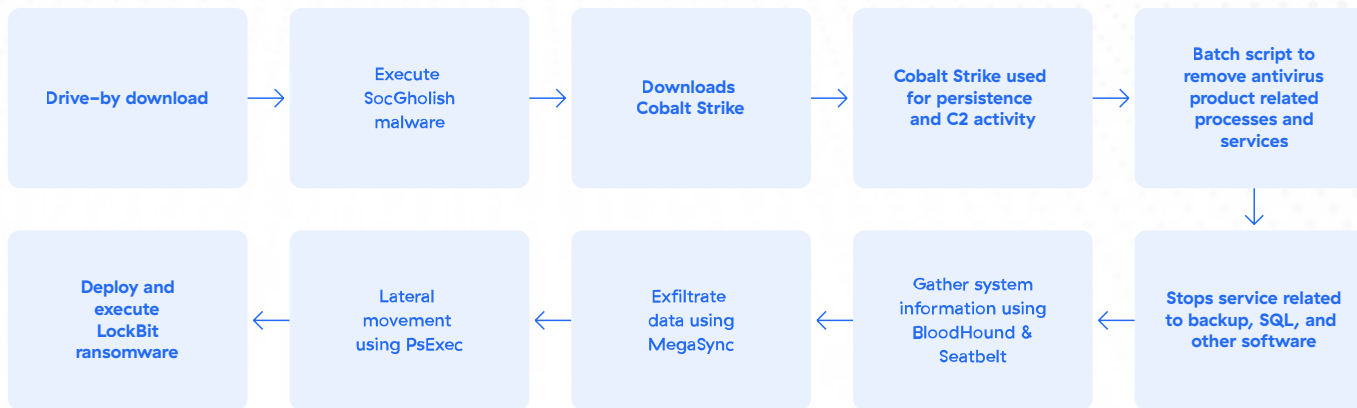 Drive-by download
Execute
SocGholish
malware
Downloads
Cobalt Strike
Cobalt Strike used
for persistence
and C2 activity
Batch script to
remove antivirus
product related
processes and
services
Stops service related
to backup, SQL, and
other software
Gather system
information using
BloodHound &
Seatbelt
Exfiltrate
data using
MegaSync
Lateral
movement
using PsExec
Deploy and
execute
LockBit
ransomware